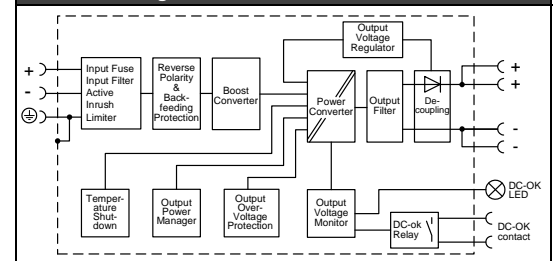 Output
Voltage
Regulator
+
-
Input Fuse
Input Filter
Active
Inrush
Limiter
Reverse
Polarity
&
Back-
feeding
Protection
Boost
Converter
Power
Converter
Output
Filter
De-
coupling
+
+
-
-
Temper-
ature
Shut-
down
Output
Power
Manager
Output
Over-
Voltage
Protection
Output
Voltage
Monitor
DC-ok
Relay
DC-OK
LED
DC-OK
contact